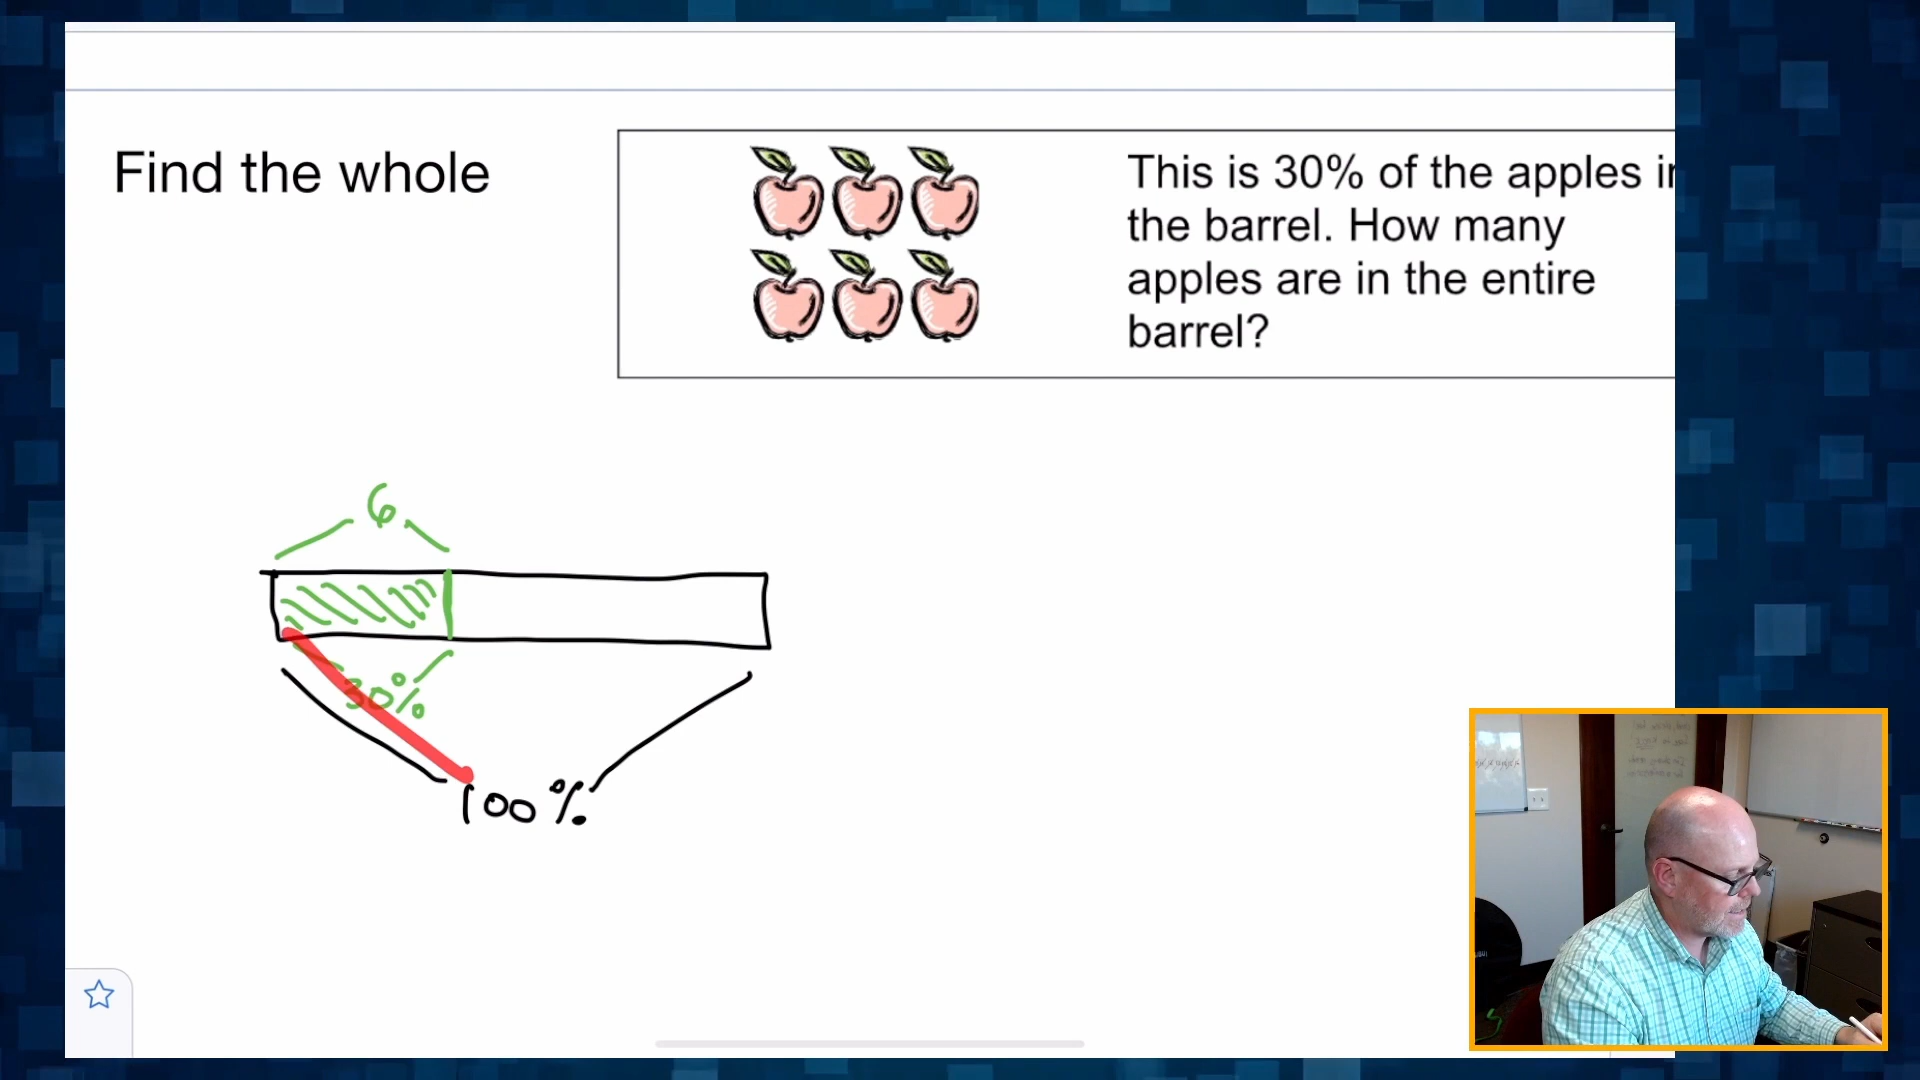 Find the whole
This is 30% of the apples in
the barrel. How many
apples are in the entire
barrel?
6
30%
100%